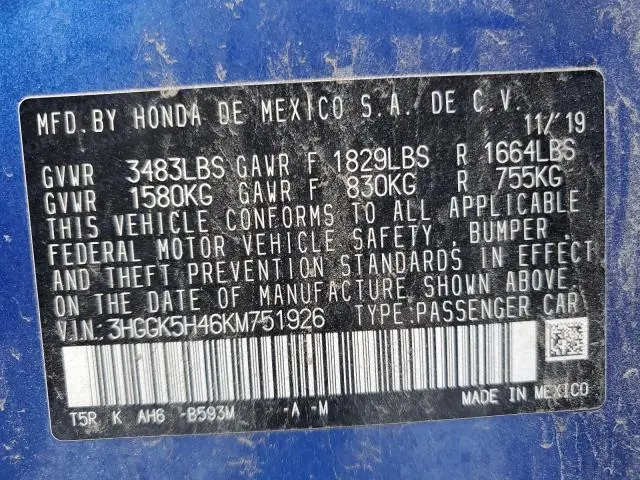 MFD.BY HONDA DE MEXICO S.A. DE C.V.
11/'19
GVWR 3483LBS GAWR F 1829LBS R 1664LBS
GVWR 1580KG GAWR F 830KG R 755KG
THIS VEHICLE CONFORMS TO ALL APPLICABLE
FEDERAL MOTOR VEHICLE SAFETY, BUMPER,
AND THEFT PREVENTION STANDARDS IN EFFECT
ON THE DATE OF MANUFACTURE SHOWN ABOVE.
V.I.N: 3HGGK5H46KM751926 TYPE:PASSENGER CAR
T5R K AH6 -B593M -A -M MADE IN MEXICO